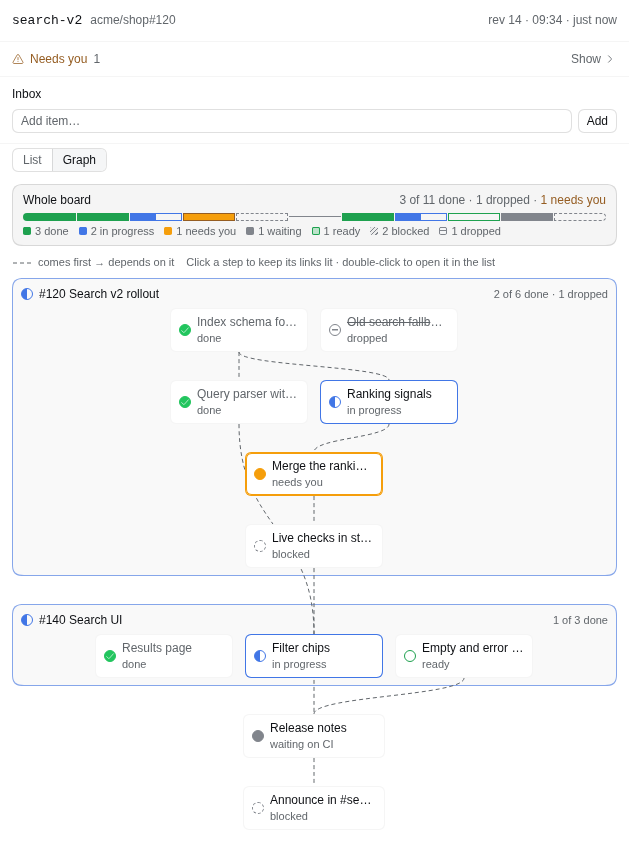 search-v2 acme/shop#120 rev 14 · 09:34 · just now
Needs you 1 Show
Inbox
Add item… Add
List Graph
Whole board 3 of 11 done · 1 dropped · 1 needs you
3 done 2 in progress 1 needs you 1 waiting 1 ready 2 blocked 1 dropped
comes first → depends on it Click a step to keep its links lit · double-click to open it in the list
#120 Search v2 rollout 2 of 6 done · 1 dropped
Index schema fo… Old search fallb…
done dropped
Query parser wit… Ranking signals
done in progress
Merge the ranki…
needs you
Live checks in st…
blocked
#140 Search UI 1 of 3 done
Results page Filter chips Empty and error …
done in progress ready
Release notes
waiting on CI
Announce in #se…
blocked